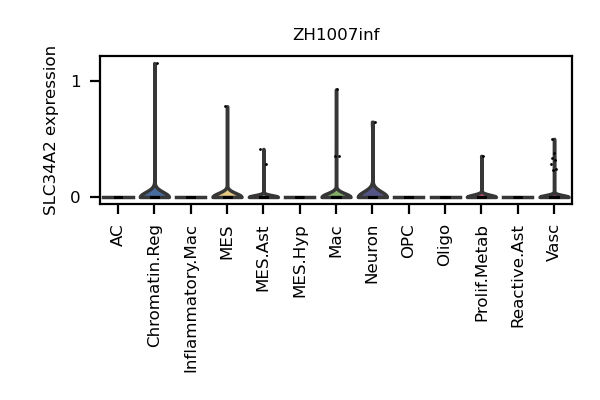 ZH1007inf
SLC34A2 expression
1
0
AC
Chromatin.Reg
Inflammatory.Mac
MES
MES.Ast
MES.Hyp
Mac
Neuron
OPC
Oligo
Prolif.Metab
Reactive.Ast
Vasc